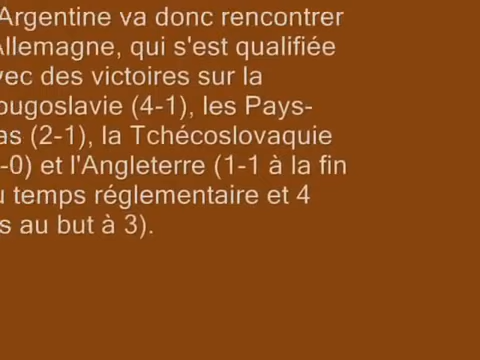 Argentine va donc rencontrer
Allemagne, qui s'est qualifiée
vec des victoires sur la
ougoslavie (4-1), les Pays-
as (2-1), la Tchécoslovaquie
-0) et l'Angleterre (1-1 à la fin
u temps réglementaire et 4
s au but à 3).